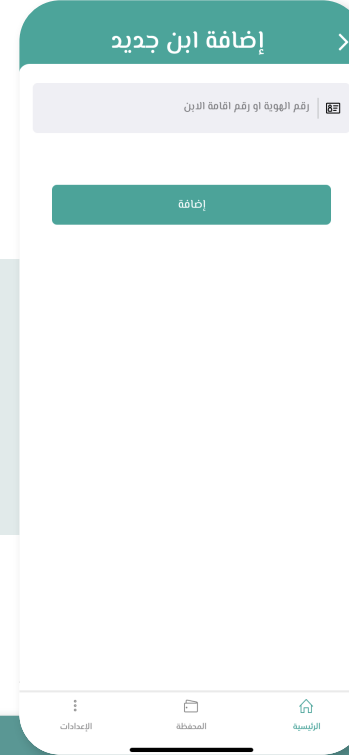 إضافة ابن جديد
رقم الهوية او رقم اقامة الابن
إضافة
الرئيسية
المحفظة
الإعدادات